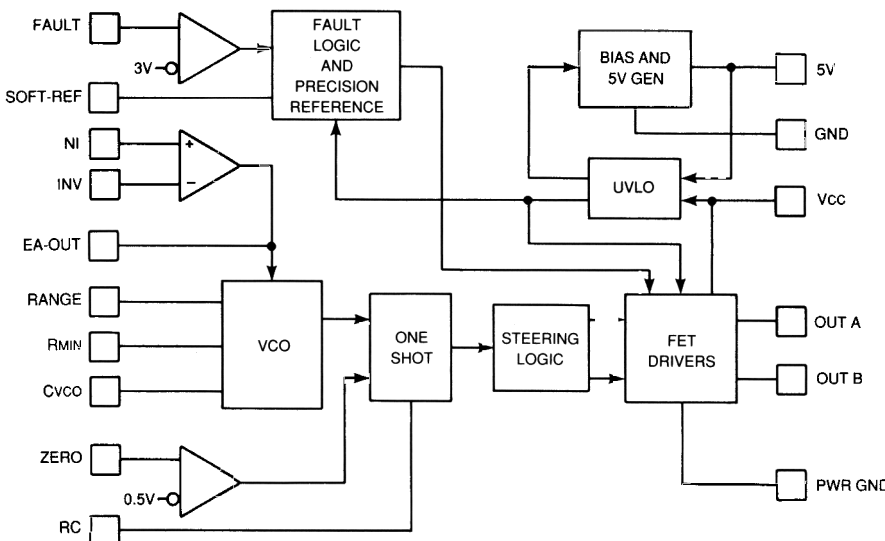 FAULT
3V
SOFT-REF
NI
INV
EA-OUT
RANGE
RMIN
CVCO
ZERO
0.5V
RC
FAULT
LOGIC
AND
PRECISION
REFERENCE
+
−
VCO
ONE
SHOT
STEERING
LOGIC
BIAS AND
5V GEN
UVLO
FET
DRIVERS
5V
GND
VCC
OUT A
OUT B
PWR GND